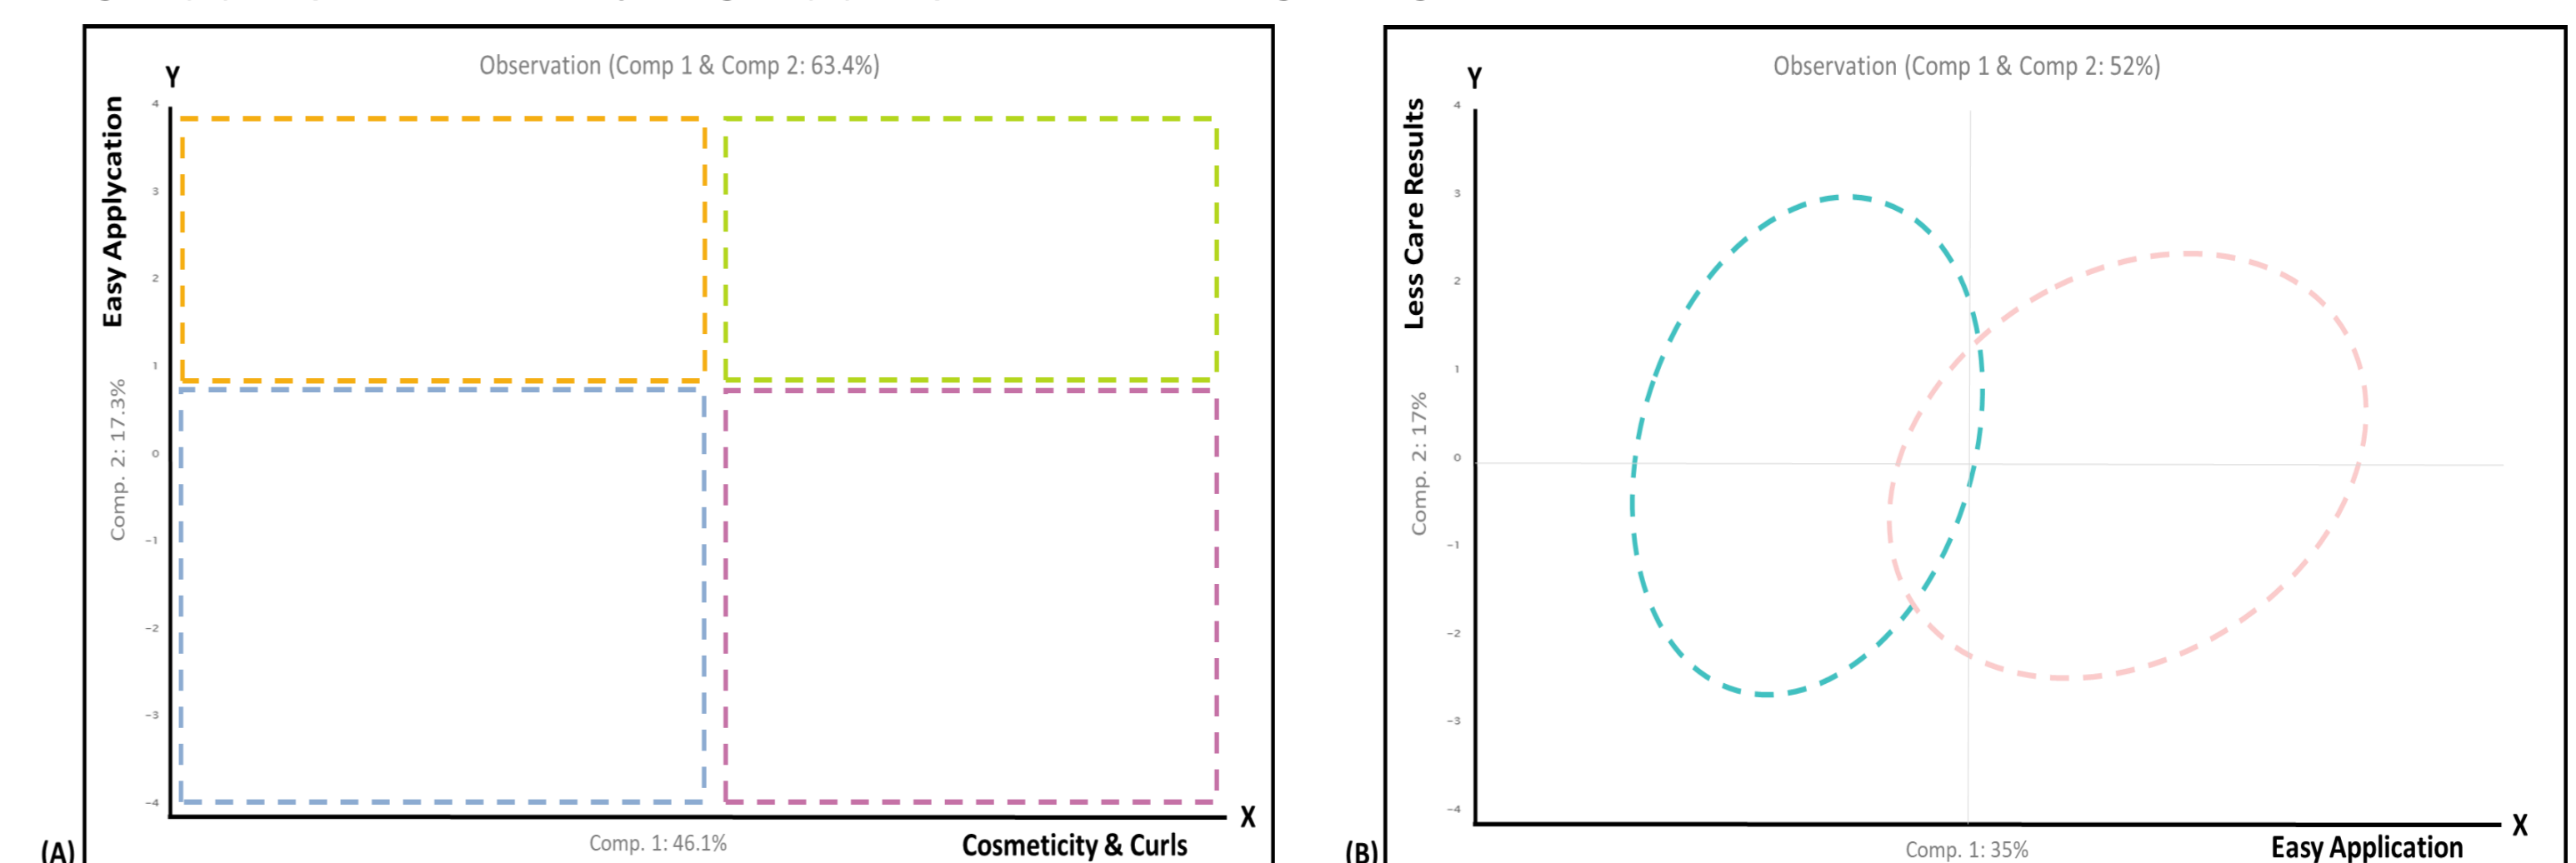 Observation (Comp 1 & Comp 2: 63.4%)
Y
Easy Applycation
Comp. 2: 17.3%
4
3
2
1
0
-1
-2
-3
-4
X
Comp. 1: 46.1%
Cosmeticity & Curls
(A)
Observation (Comp 1 & Comp 2: 52%)
Y
Less Care Results
Comp. 2: 17%
4
3
2
1
0
-1
-2
-3
-4
X
Comp. 1: 35%
Easy Application
(B)